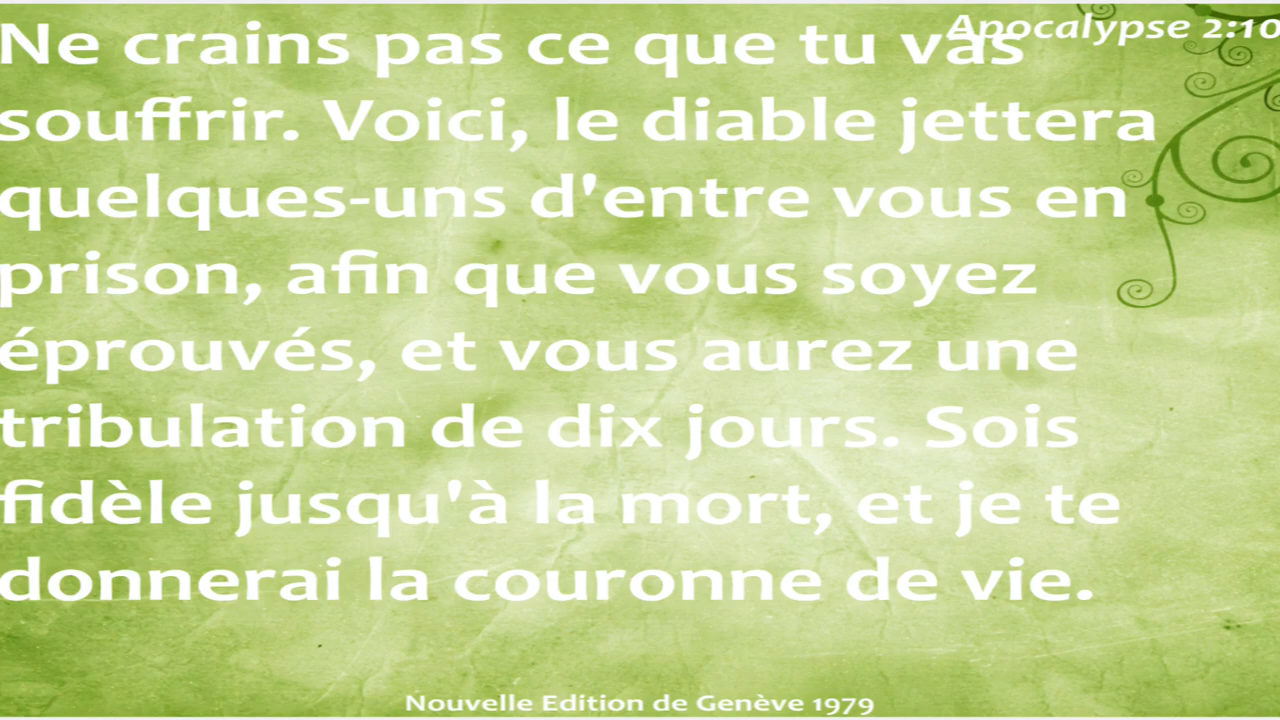 Apocalypse 2:10
Ne crains pas ce que tu vas
souffrir. Voici, le diable jettera
quelques-uns d'entre vous en
prison, afin que vous soyez
éprouvés, et vous aurez une
tribulation de dix jours. Sois
fidèle jusqu'à la mort, et je te
donnerai la couronne de vie.
Nouvelle Edition de Genève 1979